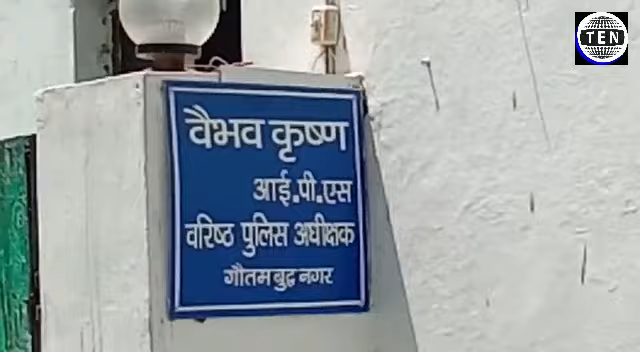 TEN
वैभव कृष्ण
आई.पी.एस
वरिष्ठ पुलिस अधीक्षक
गौतम बुद्ध नगर